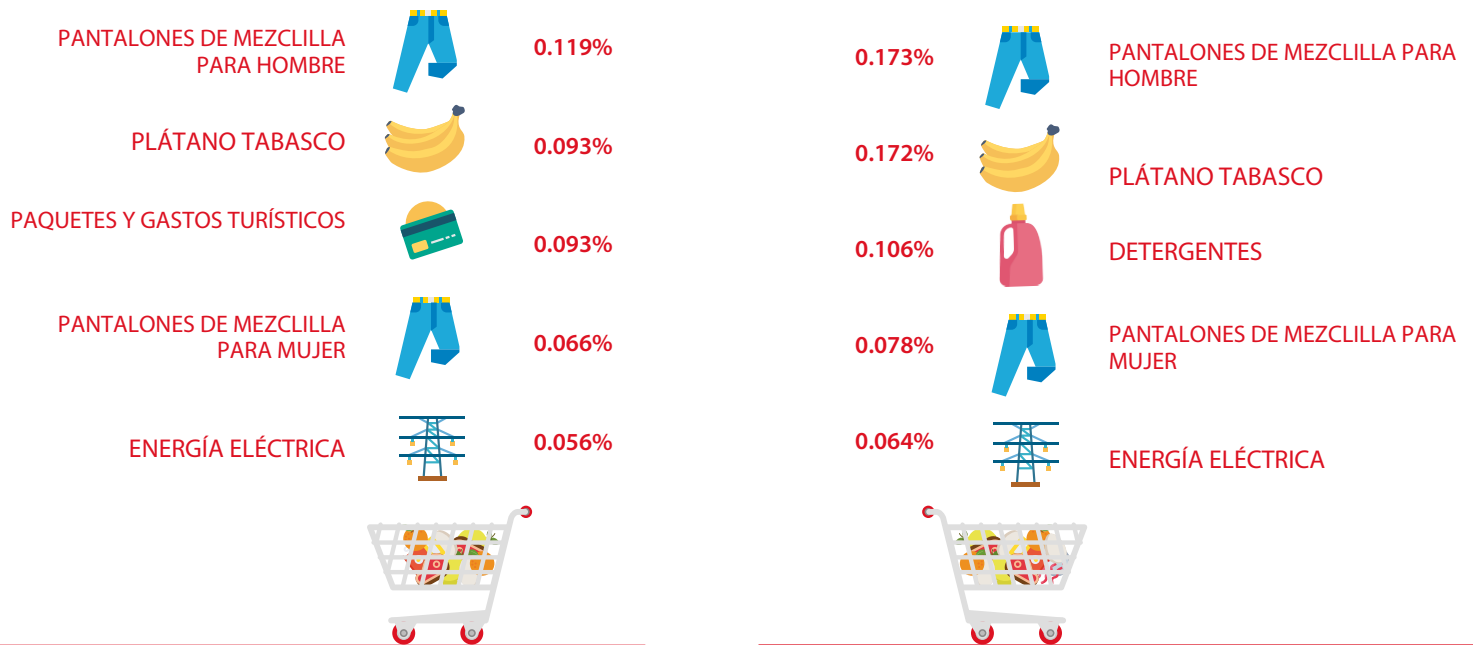 PANTALONES DE MEZCLILLA
PARA HOMBRE
0.119%
PLÁTANO TABASCO
0.093%
PAQUETES Y GASTOS TURÍSTICOS
0.093%
PANTALONES DE MEZCLILLA
PARA MUJER
0.066%
ENERGÍA ELÉCTRICA
0.056%
0.173%
PANTALONES DE MEZCLILLA PARA
HOMBRE
0.172%
PLÁTANO TABASCO
0.106%
DETERGENTES
0.078%
PANTALONES DE MEZCLILLA PARA
MUJER
0.064%
ENERGÍA ELÉCTRICA